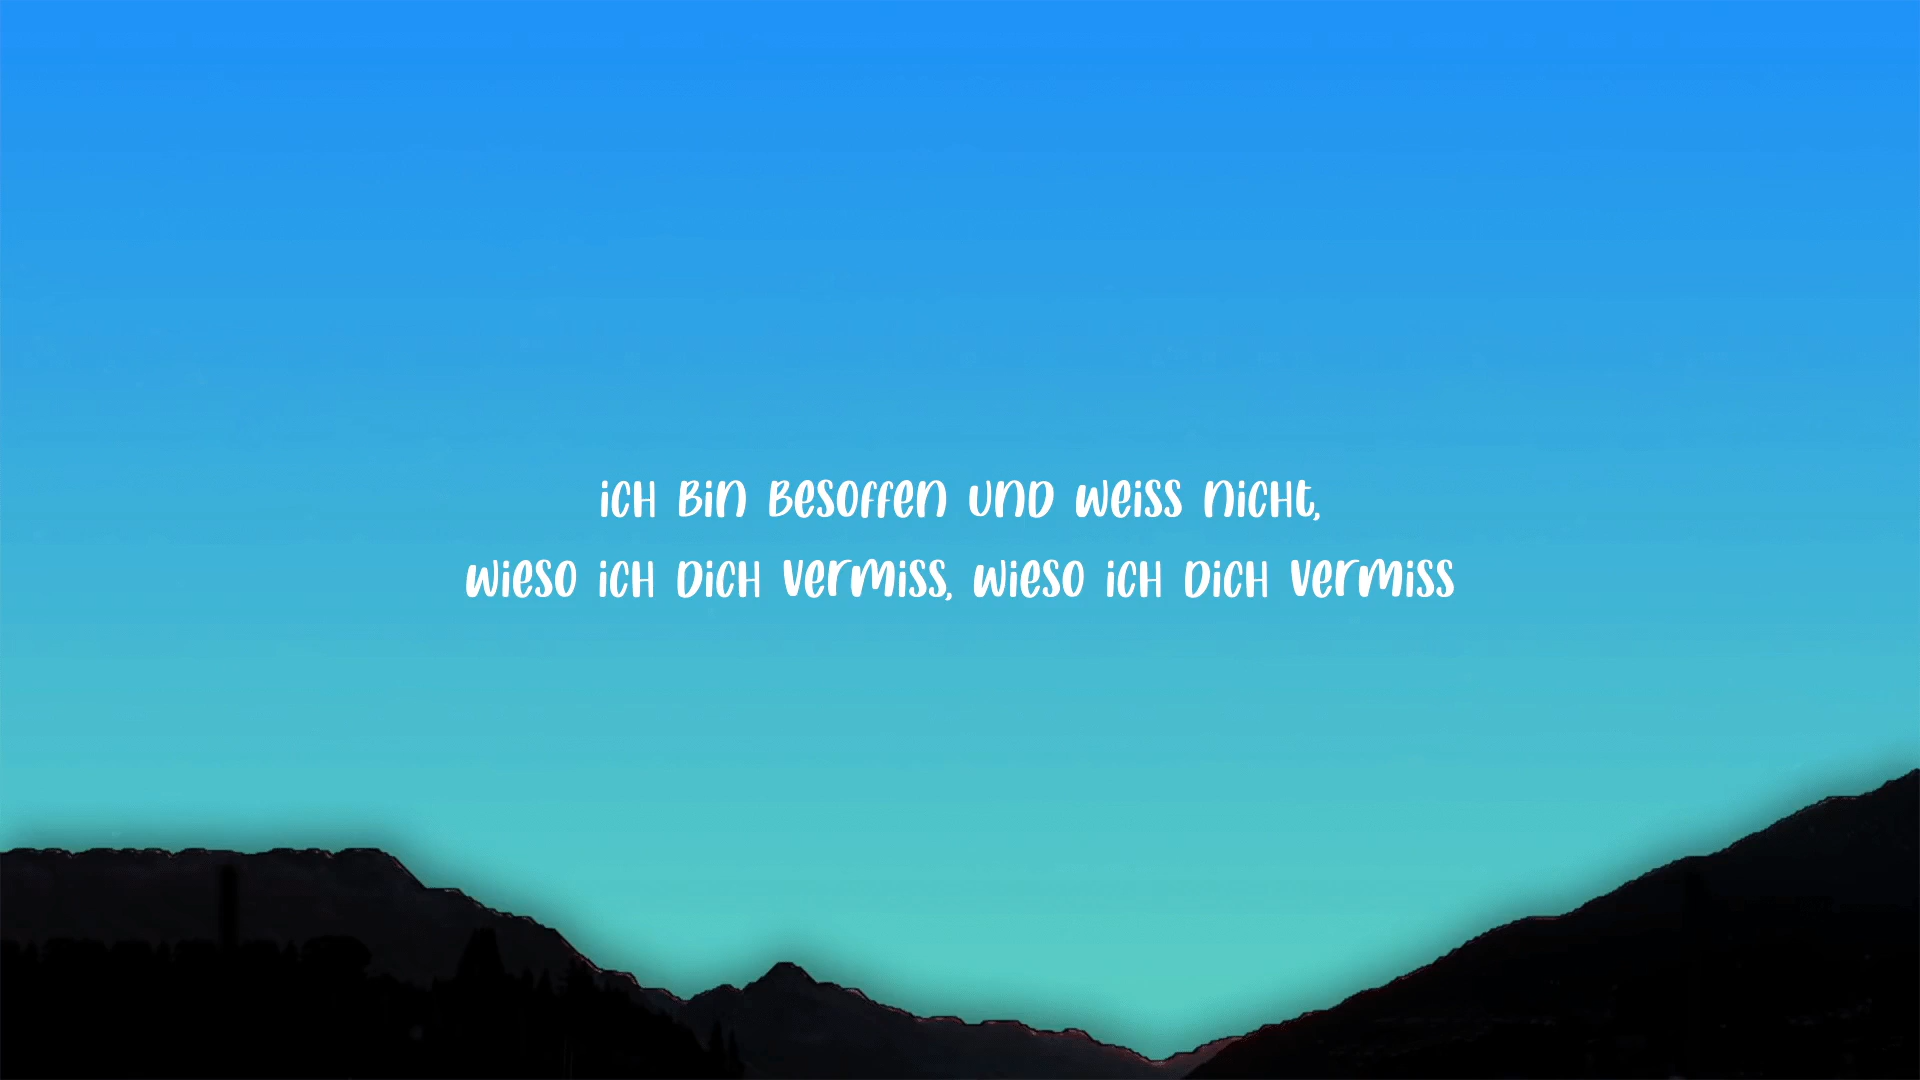 ich bin besoffen und weiss nicht,
wieso ich dich vermiss, wieso ich dich vermiss